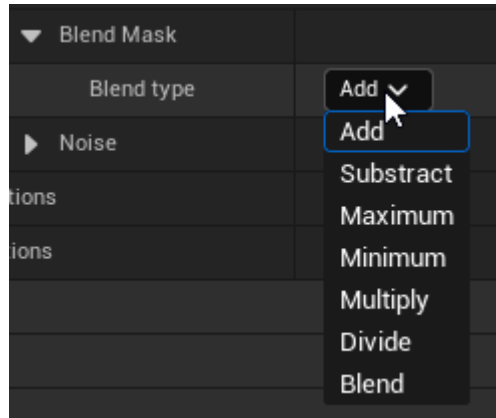 Blend Mask
Blend type
Add
Add
Noise
Substract
tions
Maximum
ions
Minimum
Multiply
Divide
Blend